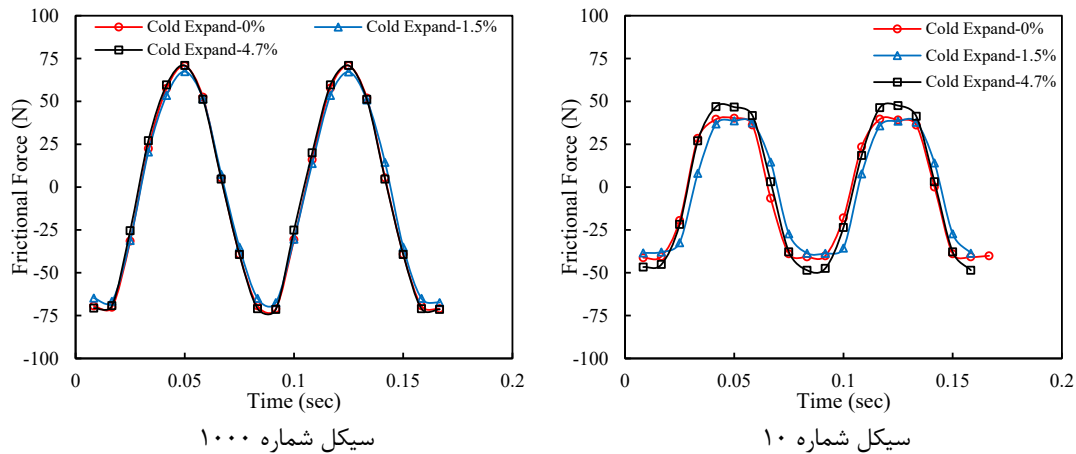 Cold Expand-0%
Cold Expand-1.5%
Cold Expand-4.7%
Frictional Force (N)
100
75
50
25
0
-25
-50
-75
-100
0
0.05
0.1
0.15
0.2
Time (sec)
سیکل شماره ۱۰۰۰
Cold Expand-0%
Cold Expand-1.5%
Cold Expand-4.7%
Frictional Force (N)
100
75
50
25
0
-25
-50
-75
-100
0
0.05
0.1
0.15
0.2
Time (sec)
سیکل شماره ۱۰